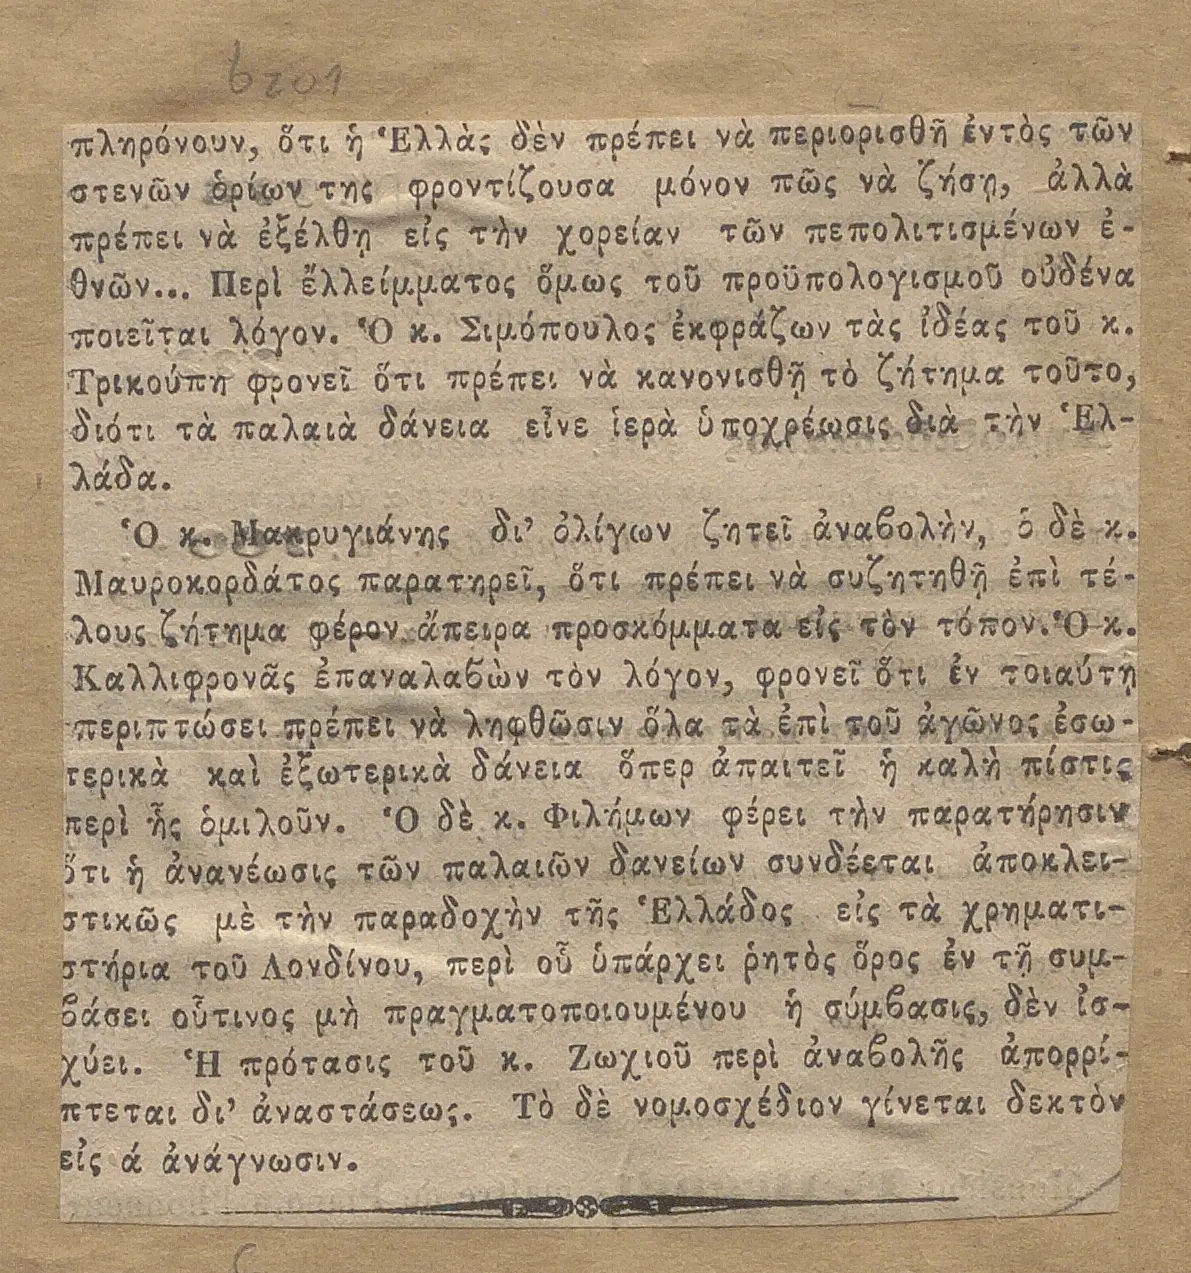 6201
πληρόνουν, ὅτι ἡ Ἑλλὰς δὲν πρέπει νὰ περιορισθῇ ἐντὸς τῶν
στενῶν ὁρίων της φροντίζουσα μόνον πῶς νὰ ζήσῃ, ἀλλὰ
πρέπει νὰ ἐξέλθῃ εἰς τὴν χορείαν τῶν πεπολιτισμένων ἐ-
θνῶν... Περὶ ἔλλείμματος ὅμως τοῦ προϋπολογισμοῦ οὐδένα
ποιεῖται λόγον. Ὁ κ. Σιμόπουλος ἐκφράζων τὰς ἰδέας τοῦ κ.
Τρικούπη φρονεῖ ὅτι πρέπει νὰ κανονισθῇ τὸ ζήτημα τοῦτο,
διότι τὰ παλαιὰ δάνεια εἶνε ἱερὰ ὑποχρέωσις διὰ τὴν Ἑλ-
λάδα.
Ὁ κ. Μακρυγιάνης δι' ὀλίγων ζητεῖ ἀναβολὴν, ὁ δὲ κ.
Μαυροκορδάτος παρατηρεῖ, ὅτι πρέπει νὰ συζητηθῇ ἐπὶ τέ-
λους ζήτημα φέρον ἄπειρα προσκόμματα εἰς τὸν τόπον. Ὁ κ.
Καλλιφρονᾶς ἐπαναλαβὼν τὸν λόγον, φρονεῖ ὅτι ἐν τοιαύτῃ
περιπτώσει πρέπει νὰ ληφθῶσιν ὅλα τὰ ἐπὶ τοῦ ἀγῶνος ἐσω-
τερικὰ καὶ ἐξωτερικὰ δάνεια ὅπερ ἀπαιτεῖ ἡ καλὴ πίστις
περὶ ἧς ὁμιλοῦν. Ὁ δὲ κ. Φιλήμων φέρει τὴν παρατήρησιν
ὅτι ἡ ἀνανέωσις τῶν παλαιῶν δανείων συνδέεται ἀποκλει-
στικῶς μὲ τὴν παραδοχὴν τῆς Ἑλλάδος εἰς τὰ χρηματι-
στήρια τοῦ Λονδίνου, περὶ οὗ ὑπάρχει ῥητὸς ὅρος ἐν τῇ συμ-
βάσει οὗτινος μὴ πραγματοποιουμένου ἡ σύμβασις, δὲν ἰσ-
χύει. Ἡ πρότασις τοῦ κ. Ζωχιοῦ περὶ ἀναβολῆς ἀπορρί-
πτεται δι' ἀναστάσεως. Τὸ δὲ νομοσχέδιον γίνεται δεκτὸν
εἰς ά ἀνάγνωσιν.